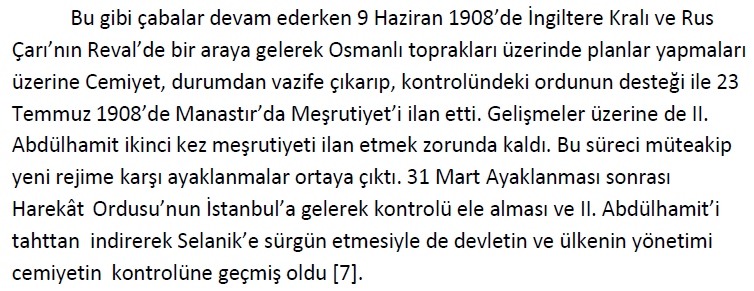 Bu gibi çabalar devam ederken 9 Haziran 1908’de İngiltere Kralı ve Rus
Çarı’nın Reval’de bir araya gelerek Osmanlı toprakları üzerinde planlar yapmaları
üzerine Cemiyet, durumdan vazife çıkarıp, kontrolündeki ordunun desteği ile 23
Temmuz 1908’de Manastır’da Meşrutiyet’i ilan etti. Gelişmeler üzerine de II.
Abdülhamit ikinci kez meşrutiyeti ilan etmek zorunda kaldı. Bu süreci müteakip
yeni rejime karşı ayaklanmalar ortaya çıktı. 31 Mart Ayaklanması sonrası
Harekât Ordusu’nun İstanbul’a gelerek kontrolü ele alması ve II. Abdülhamit’i
tahttan indirerek Selanik’e sürgün etmesiyle de devletin ve ülkenin yönetimi
cemiyetin kontrolüne geçmiş oldu [7].